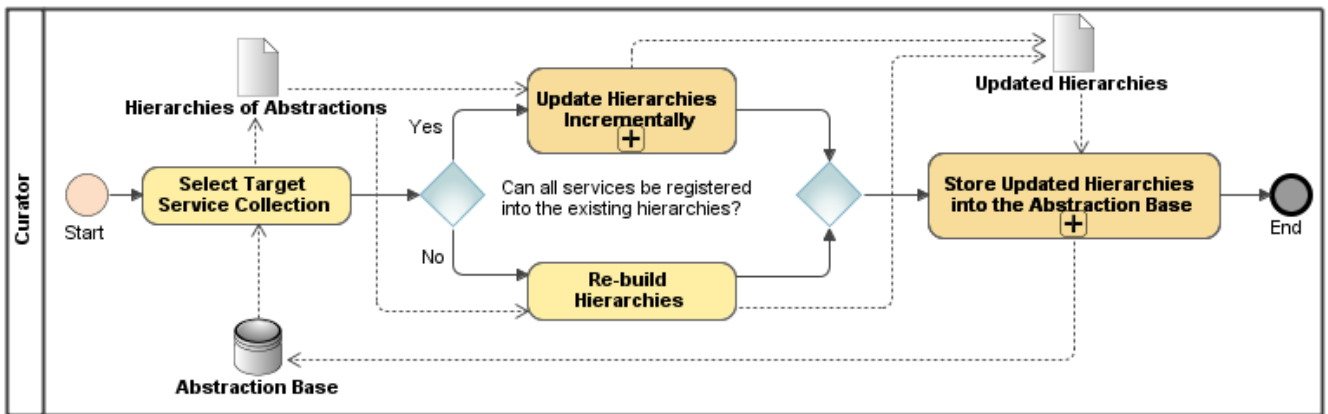 Curator
Start
Select Target
Service Collection
Hierarchies of Abstractions
Abstraction Base
Yes
No
Can all services be registered
into the existing hierarchies?
Update Hierarchies
Incrementally
Re-build
Hierarchies
Updated Hierarchies
Store Updated Hierarchies
into the Abstraction Base
End